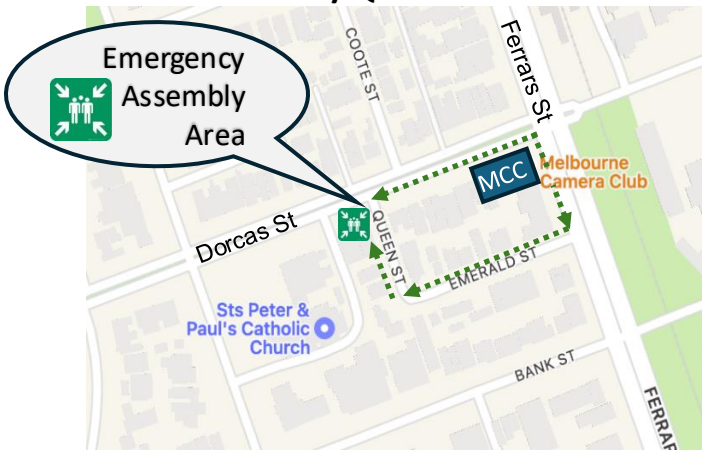 Emergency
Assembly
Area
COOTE ST
Ferrars St
MCC
Melbourne
Camera Club
Dorcas St
QUEEN ST
EMERALD ST
Sts Peter &
Paul's Catholic
Church
BANK ST
FERRAR